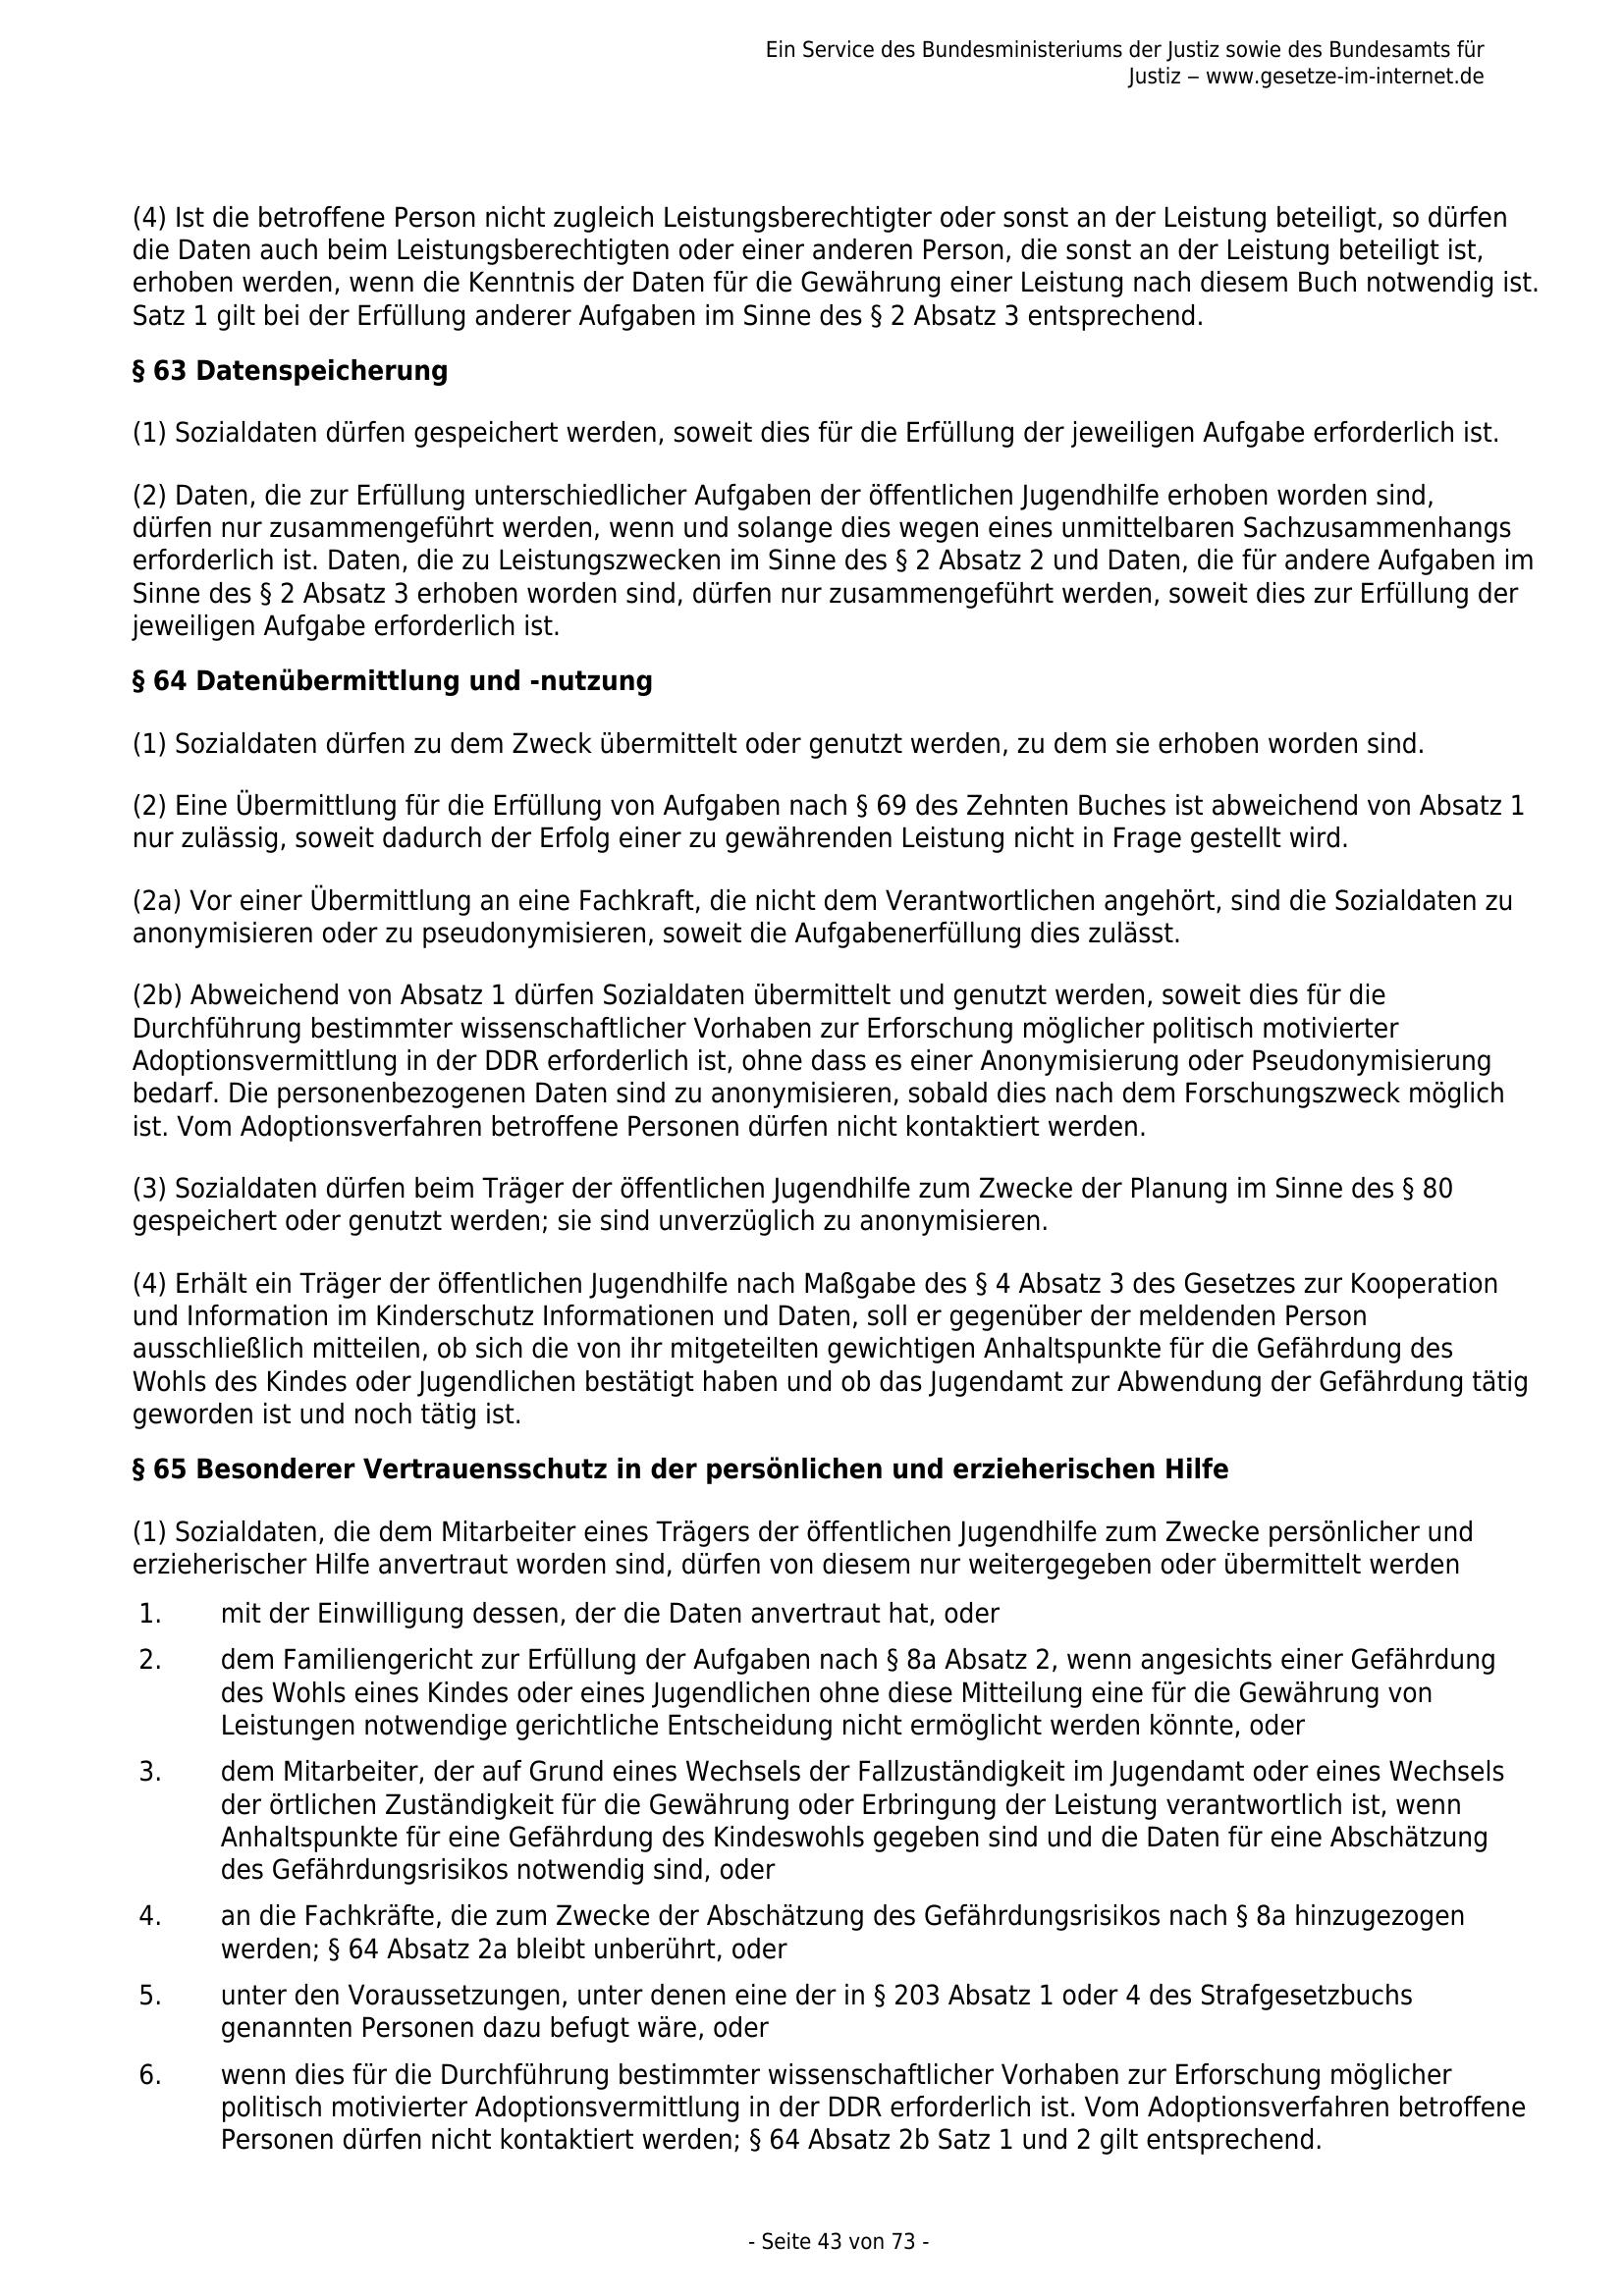 Ein Service des Bundesministeriums der Justiz sowie des Bundesamts für
Justiz ‒ www.gesetze-im-internet.de
(4) Ist die betroffene Person nicht zugleich Leistungsberechtigter oder sonst an der Leistung beteiligt, so dürfen
die Daten auch beim Leistungsberechtigten oder einer anderen Person, die sonst an der Leistung beteiligt ist,
erhoben werden, wenn die Kenntnis der Daten für die Gewährung einer Leistung nach diesem Buch notwendig ist.
Satz 1 gilt bei der Erfüllung anderer Aufgaben im Sinne des § 2 Absatz 3 entsprechend.
§ 63 Datenspeicherung
(1) Sozialdaten dürfen gespeichert werden, soweit dies für die Erfüllung der jeweiligen Aufgabe erforderlich ist.
(2) Daten, die zur Erfüllung unterschiedlicher Aufgaben der öffentlichen Jugendhilfe erhoben worden sind,
dürfen nur zusammengeführt werden, wenn und solange dies wegen eines unmittelbaren Sachzusammenhangs
erforderlich ist. Daten, die zu Leistungszwecken im Sinne des § 2 Absatz 2 und Daten, die für andere Aufgaben im
Sinne des § 2 Absatz 3 erhoben worden sind, dürfen nur zusammengeführt werden, soweit dies zur Erfüllung der
jeweiligen Aufgabe erforderlich ist.
§ 64 Datenübermittlung und -nutzung
(1) Sozialdaten dürfen zu dem Zweck übermittelt oder genutzt werden, zu dem sie erhoben worden sind.
(2) Eine Übermittlung für die Erfüllung von Aufgaben nach § 69 des Zehnten Buches ist abweichend von Absatz 1
nur zulässig, soweit dadurch der Erfolg einer zu gewährenden Leistung nicht in Frage gestellt wird.
(2a) Vor einer Übermittlung an eine Fachkraft, die nicht dem Verantwortlichen angehört, sind die Sozialdaten zu
anonymisieren oder zu pseudonymisieren, soweit die Aufgabenerfüllung dies zulässt.
(2b) Abweichend von Absatz 1 dürfen Sozialdaten übermittelt und genutzt werden, soweit dies für die
Durchführung bestimmter wissenschaftlicher Vorhaben zur Erforschung möglicher politisch motivierter
Adoptionsvermittlung in der DDR erforderlich ist, ohne dass es einer Anonymisierung oder Pseudonymisierung
bedarf. Die personenbezogenen Daten sind zu anonymisieren, sobald dies nach dem Forschungszweck möglich
ist. Vom Adoptionsverfahren betroffene Personen dürfen nicht kontaktiert werden.
(3) Sozialdaten dürfen beim Träger der öffentlichen Jugendhilfe zum Zwecke der Planung im Sinne des § 80
gespeichert oder genutzt werden; sie sind unverzüglich zu anonymisieren.
(4) Erhält ein Träger der öffentlichen Jugendhilfe nach Maßgabe des § 4 Absatz 3 des Gesetzes zur Kooperation
und Information im Kinderschutz Informationen und Daten, soll er gegenüber der meldenden Person
ausschließlich mitteilen, ob sich die von ihr mitgeteilten gewichtigen Anhaltspunkte für die Gefährdung des
Wohls des Kindes oder Jugendlichen bestätigt haben und ob das Jugendamt zur Abwendung der Gefährdung tätig
geworden ist und noch tätig ist.
§ 65 Besonderer Vertrauensschutz in der persönlichen und erzieherischen Hilfe
(1) Sozialdaten, die dem Mitarbeiter eines Trägers der öffentlichen Jugendhilfe zum Zwecke persönlicher und
erzieherischer Hilfe anvertraut worden sind, dürfen von diesem nur weitergegeben oder übermittelt werden
1. mit der Einwilligung dessen, der die Daten anvertraut hat, oder
2. dem Familiengericht zur Erfüllung der Aufgaben nach § 8a Absatz 2, wenn angesichts einer Gefährdung
des Wohls eines Kindes oder eines Jugendlichen ohne diese Mitteilung eine für die Gewährung von
Leistungen notwendige gerichtliche Entscheidung nicht ermöglicht werden könnte, oder
3. dem Mitarbeiter, der auf Grund eines Wechsels der Fallzuständigkeit im Jugendamt oder eines Wechsels
der örtlichen Zuständigkeit für die Gewährung oder Erbringung der Leistung verantwortlich ist, wenn
Anhaltspunkte für eine Gefährdung des Kindeswohls gegeben sind und die Daten für eine Abschätzung
des Gefährdungsrisikos notwendig sind, oder
4. an die Fachkräfte, die zum Zwecke der Abschätzung des Gefährdungsrisikos nach § 8a hinzugezogen
werden; § 64 Absatz 2a bleibt unberührt, oder
5. unter den Voraussetzungen, unter denen eine der in § 203 Absatz 1 oder 4 des Strafgesetzbuchs
genannten Personen dazu befugt wäre, oder
6. wenn dies für die Durchführung bestimmter wissenschaftlicher Vorhaben zur Erforschung möglicher
politisch motivierter Adoptionsvermittlung in der DDR erforderlich ist. Vom Adoptionsverfahren betroffene
Personen dürfen nicht kontaktiert werden; § 64 Absatz 2b Satz 1 und 2 gilt entsprechend.
- Seite 43 von 73 -